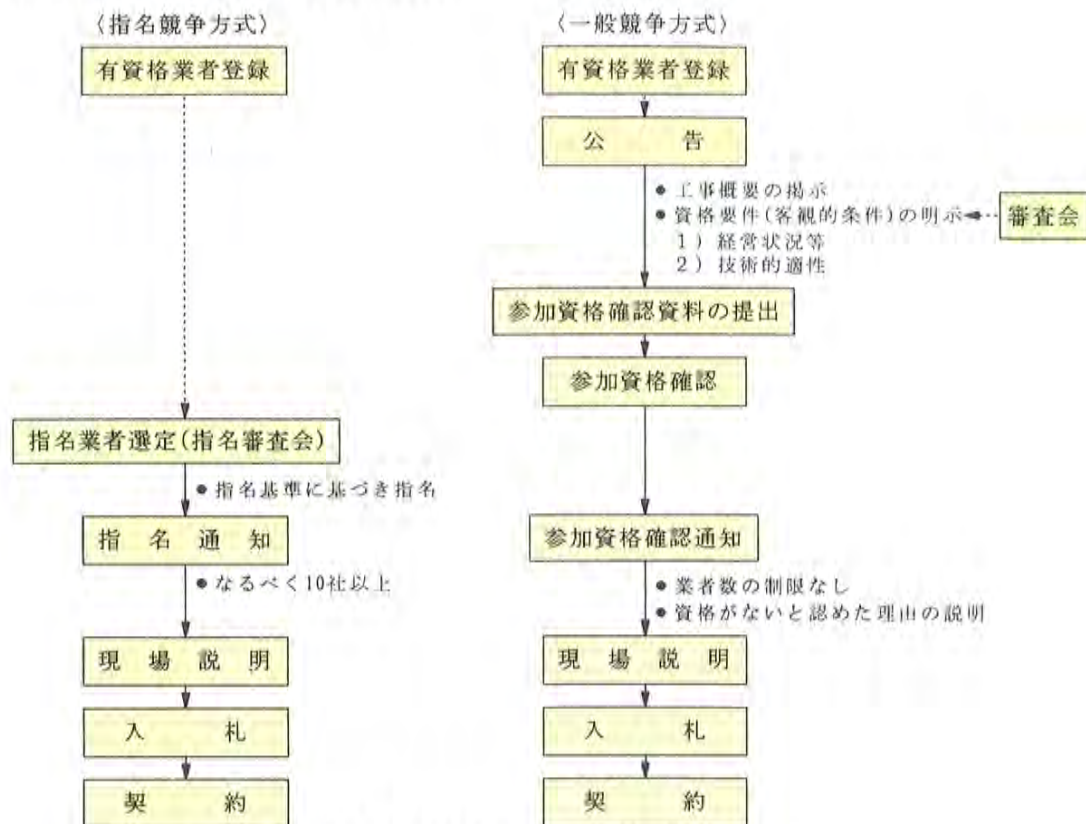 〈指名競争方式〉
有資格業者登録
指名業者選定(指名審査会)
●指名基準に基づき指名
指名通知
●なるべく10社以上
現場説明
入札
契約
〈一般競争方式〉
有資格業者登録
公告
●工事概要の掲示
●資格要件(客観的条件)の明示
1) 経営状況等
2) 技術的適性
審査会
参加資格確認資料の提出
参加資格確認
参加資格確認通知
●業者数の制限なし
●資格がないと認めた理由の説明
現場説明
入札
契約